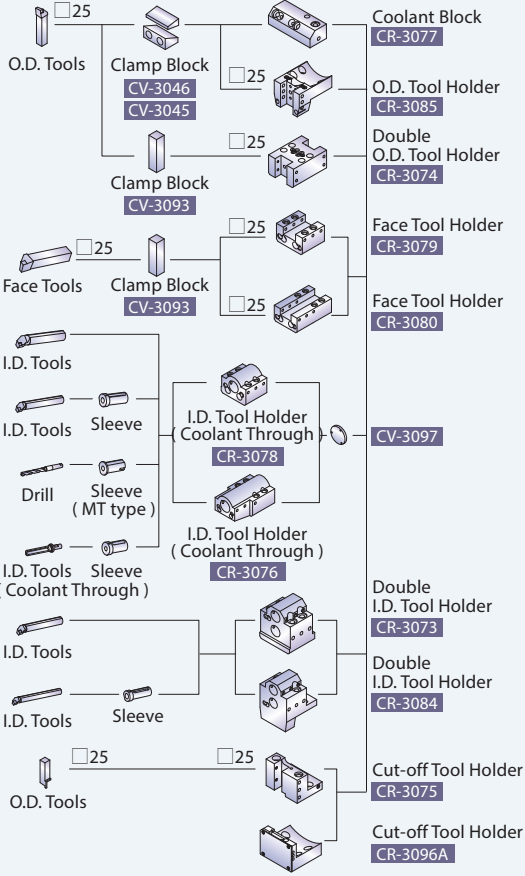 □25
O.D. Tools
Clamp Block
CV-3046
CV-3045
Coolant Block
CR-3077
□25
O.D. Tool Holder
CR-3085
Clamp Block
CV-3093
□25
Double
O.D. Tool Holder
CR-3074
□25
Face Tools
Clamp Block
CV-3093
□25
Face Tool Holder
CR-3079
□25
Face Tool Holder
CR-3080
I.D. Tools
I.D. Tools
Sleeve
Drill
Sleeve
( MT type )
I.D. Tools
Sleeve
( Coolant Through )
I.D. Tool Holder
( Coolant Through )
CR-3078
I.D. Tool Holder
( Coolant Through )
CR-3076
CV-3097
I.D. Tools
I.D. Tools
Sleeve
Double
I.D. Tool Holder
CR-3073
Double
I.D. Tool Holder
CR-3084
□25
O.D. Tools
□25
Cut-off Tool Holder
CR-3075
Cut-off Tool Holder
CR-3096A